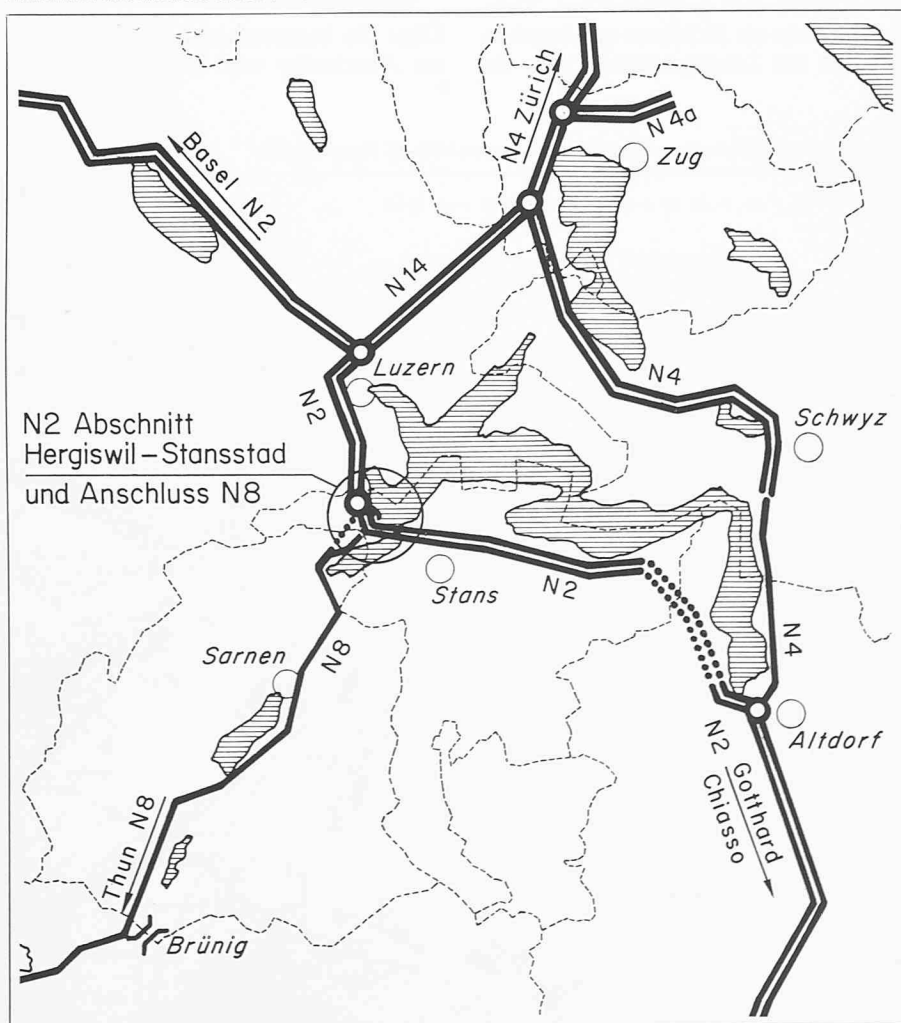 N4 Zürich
N4a
Zug
Basel N2
N14
Luzern
N2
N4
Schwyz
N2 Abschnitt
Hergiswil–Stansstad
und Anschluss N8
Stans
N2
N8
Sarnen
N4
Altdorf
N2 Gotthard
Chiasso
Thun N8
Brünig